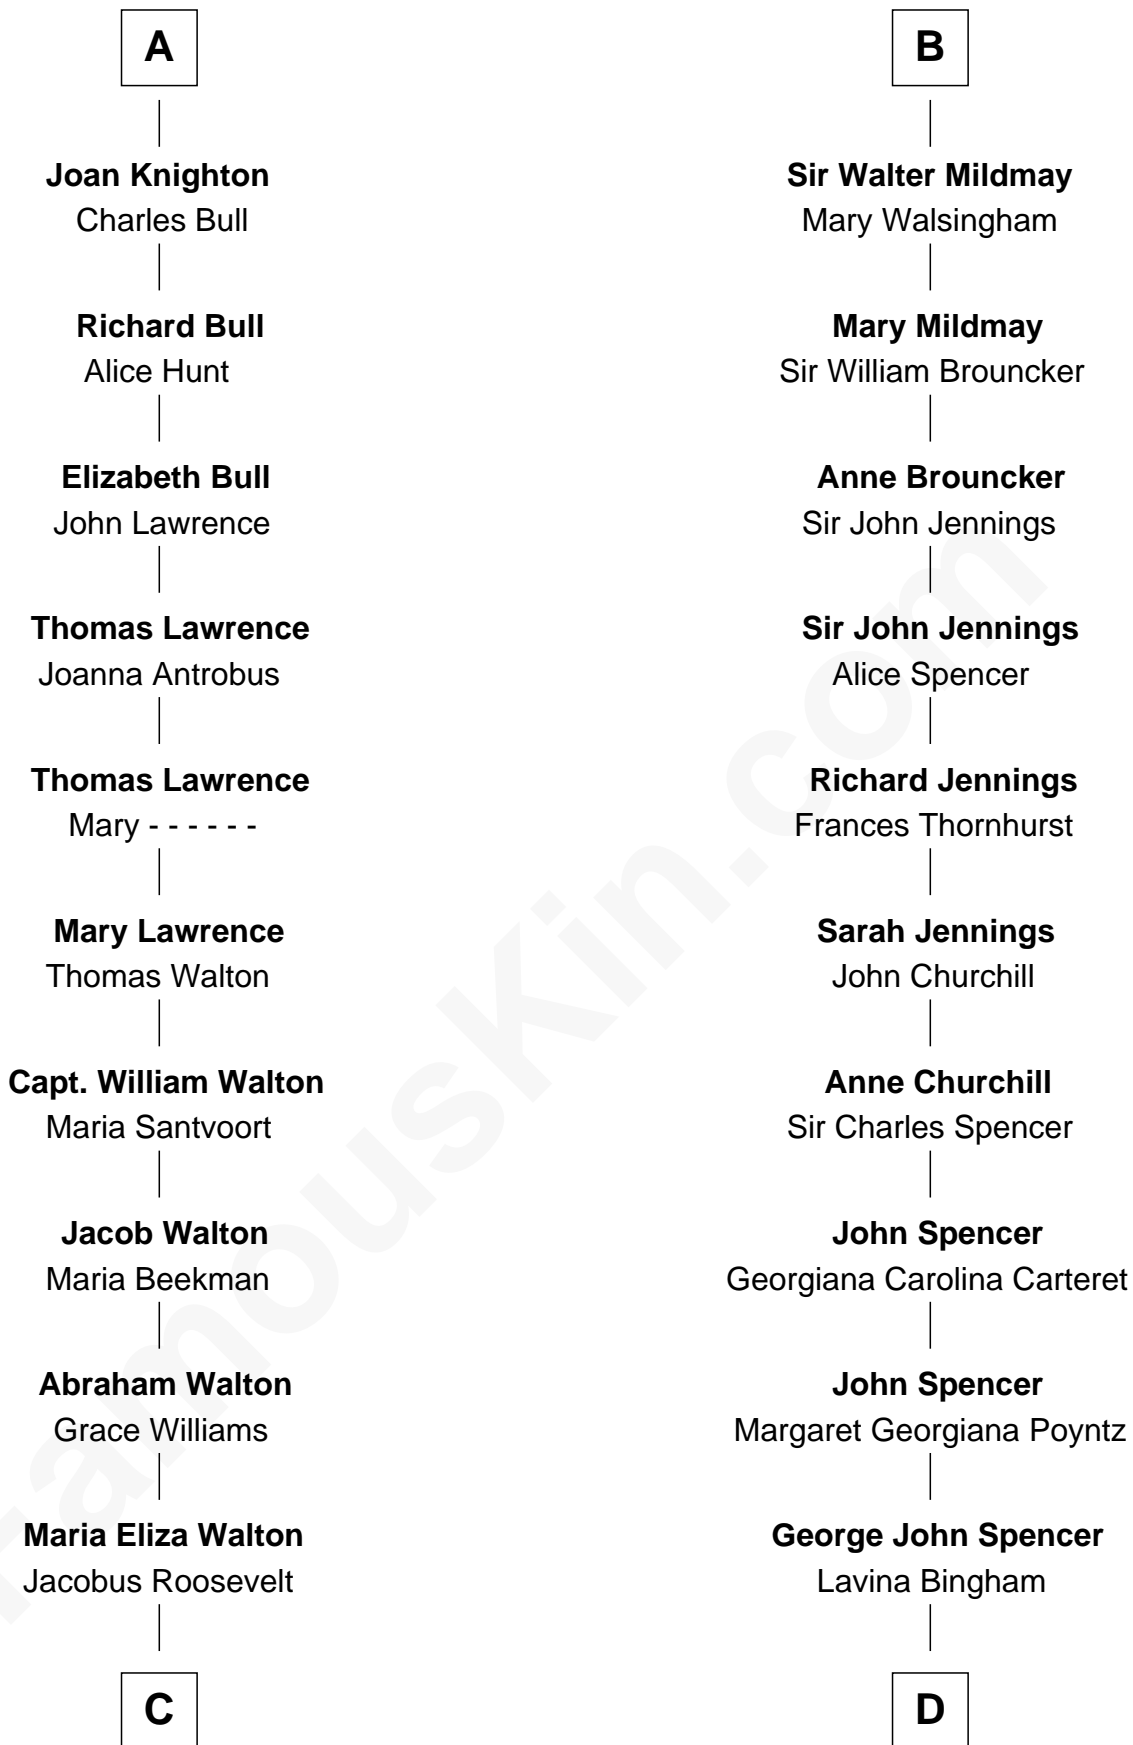 A
Joan Knighton
Charles Bull
Richard Bull
Alice Hunt
Elizabeth Bull
John Lawrence
Thomas Lawrence
Joanna Antrobus
Thomas Lawrence
Mary - - - - - -
Mary Lawrence
Thomas Walton
Capt. William Walton
Maria Santvoort
Jacob Walton
Maria Beekman
Abraham Walton
Grace Williams
Maria Eliza Walton
Jacobus Roosevelt
C
B
Sir Walter Mildmay
Mary Walsingham
Mary Mildmay
Sir William Brouncker
Anne Brouncker
Sir John Jennings
Sir John Jennings
Alice Spencer
Richard Jennings
Frances Thornhurst
Sarah Jennings
John Churchill
Anne Churchill
Sir Charles Spencer
John Spencer
Georgiana Carolina Carteret
John Spencer
Margaret Georgiana Poyntz
George John Spencer
Lavina Bingham
D
FamousKin.com